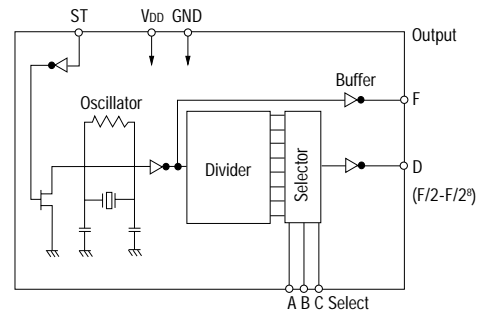 ST VDD GND
Output
Buffer
Oscillator
F
Divider
Selector
D
(F/2-F/2⁸)
A B C Select